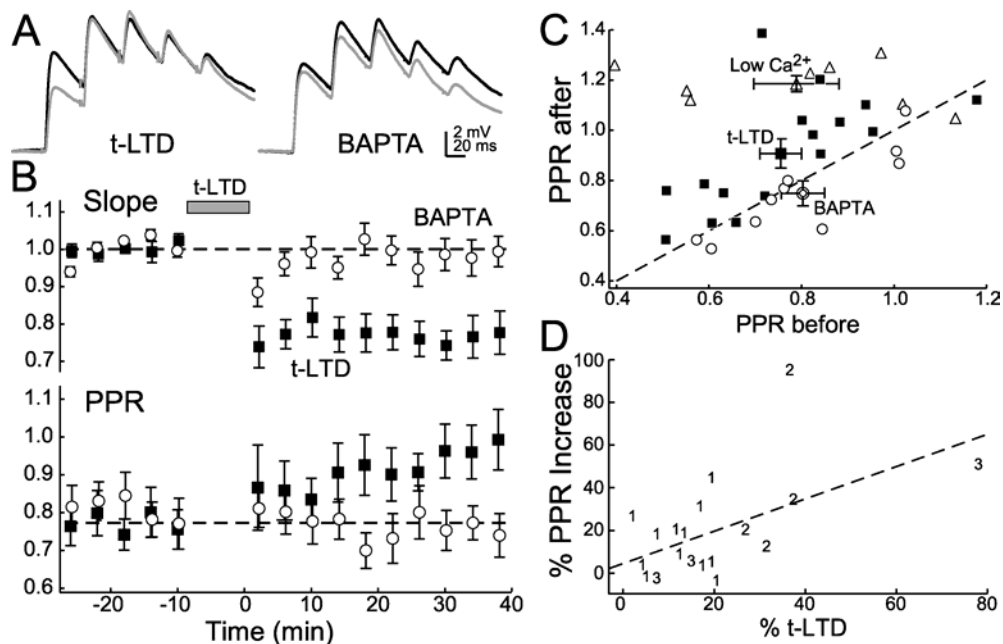 A
t-LTD
BAPTA
2 mV
20 ms
B
Slope
t-LTD
BAPTA
1.1
1.0
0.9
0.8
0.7
t-LTD
PPR
1.1
1.0
0.9
0.8
0.7
0.6
-20 -10 0 10 20 30 40
Time (min)
C
PPR after
1.4
1.2
1.0
0.8
0.6
0.4
Low Ca2+
t-LTD
BAPTA
0.4 0.6 0.8 1.0 1.2
PPR before
D
% PPR Increase
100
80
60
40
20
0
2
3
1
2
1
1
1 1
1
2
2
1
3
1
3 1
1
1 3
1
0 20 40 60 80
% t-LTD